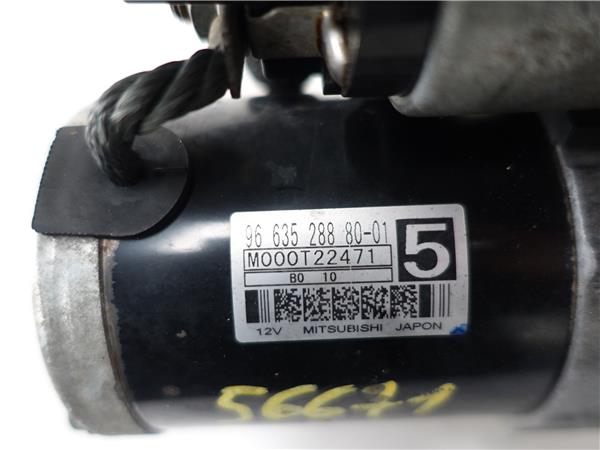 96 635 288 80-01
5
M000T22471
B0 10
12V MITSUBISHI JAPON
56671